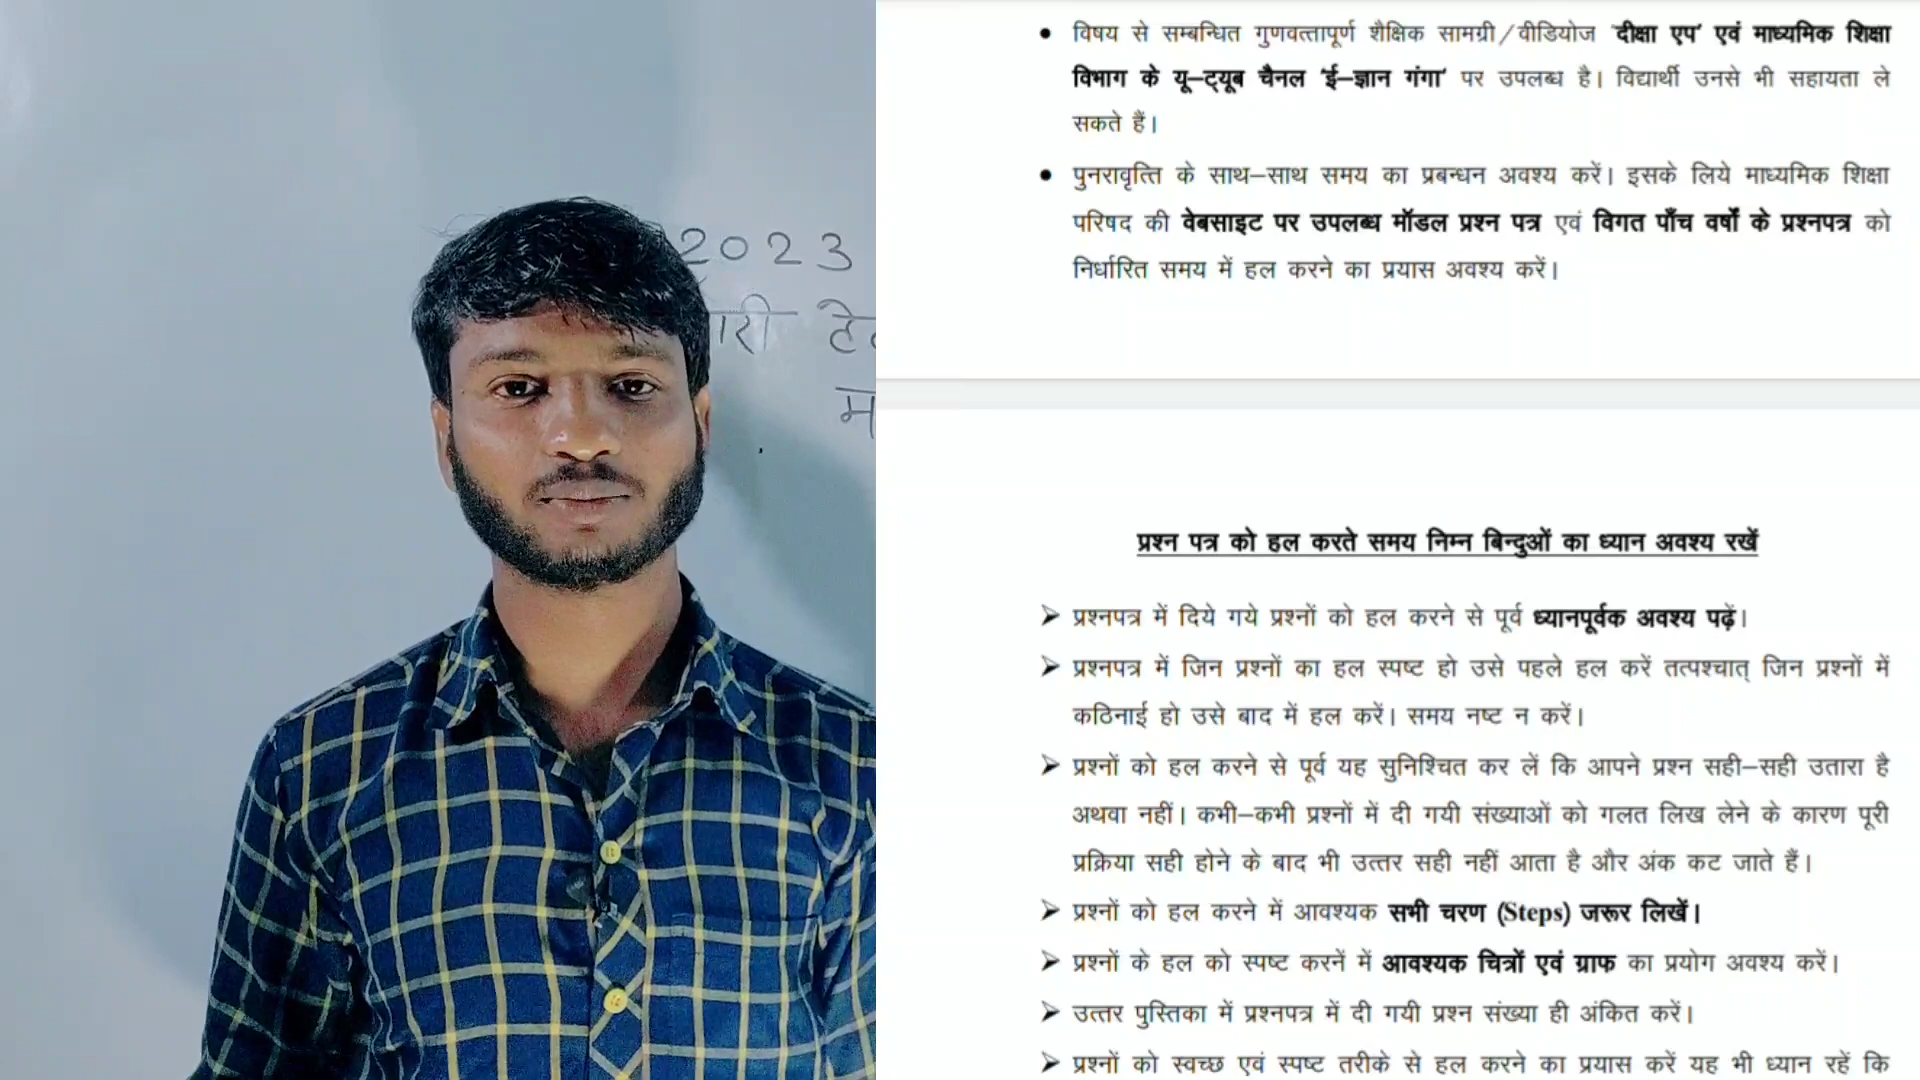 2023
विषय से सम्बन्धित गुणवत्तापूर्ण शैक्षिक सामग्री/वीडियोज 'दीक्षा एप' एवं माध्यमिक शिक्षा
विभाग के यू–ट्यूब चैनल 'ई–ज्ञान गंगा' पर उपलब्ध है। विद्यार्थी उनसे भी सहायता ले
सकते हैं।
पुनरावृत्ति के साथ–साथ समय का प्रबन्धन अवश्य करें। इसके लिये माध्यमिक शिक्षा
परिषद की वेबसाइट पर उपलब्ध मॉडल प्रश्न पत्र एवं विगत पाँच वर्षों के प्रश्नपत्र को
निर्धारित समय में हल करने का प्रयास अवश्य करें।
प्रश्न पत्र को हल करते समय निम्न बिन्दुओं का ध्यान अवश्य रखें
प्रश्नपत्र में दिये गये प्रश्नों को हल करने से पूर्व ध्यानपूर्वक अवश्य पढ़ें।
प्रश्नपत्र में जिन प्रश्नों का हल स्पष्ट हो उसे पहले हल करें तत्पश्चात् जिन प्रश्नों में
कठिनाई हो उसे बाद में हल करें। समय नष्ट न करें।
प्रश्नों को हल करने से पूर्व यह सुनिश्चित कर लें कि आपने प्रश्न सही–सही उतारा है
अथवा नहीं। कभी–कभी प्रश्नों में दी गयी संख्याओं को गलत लिख लेने के कारण पूरी
प्रक्रिया सही होने के बाद भी उत्तर सही नहीं आता है और अंक कट जाते हैं।
प्रश्नों को हल करने में आवश्यक सभी चरण (Steps) जरूर लिखें।
प्रश्नों के हल को स्पष्ट करनें में आवश्यक चित्रों एवं ग्राफ का प्रयोग अवश्य करें।
उत्तर पुस्तिका में प्रश्नपत्र में दी गयी प्रश्न संख्या ही अंकित करें।
प्रश्नों को स्वच्छ एवं स्पष्ट तरीके से हल करने का प्रयास करें यह भी ध्यान रहें कि